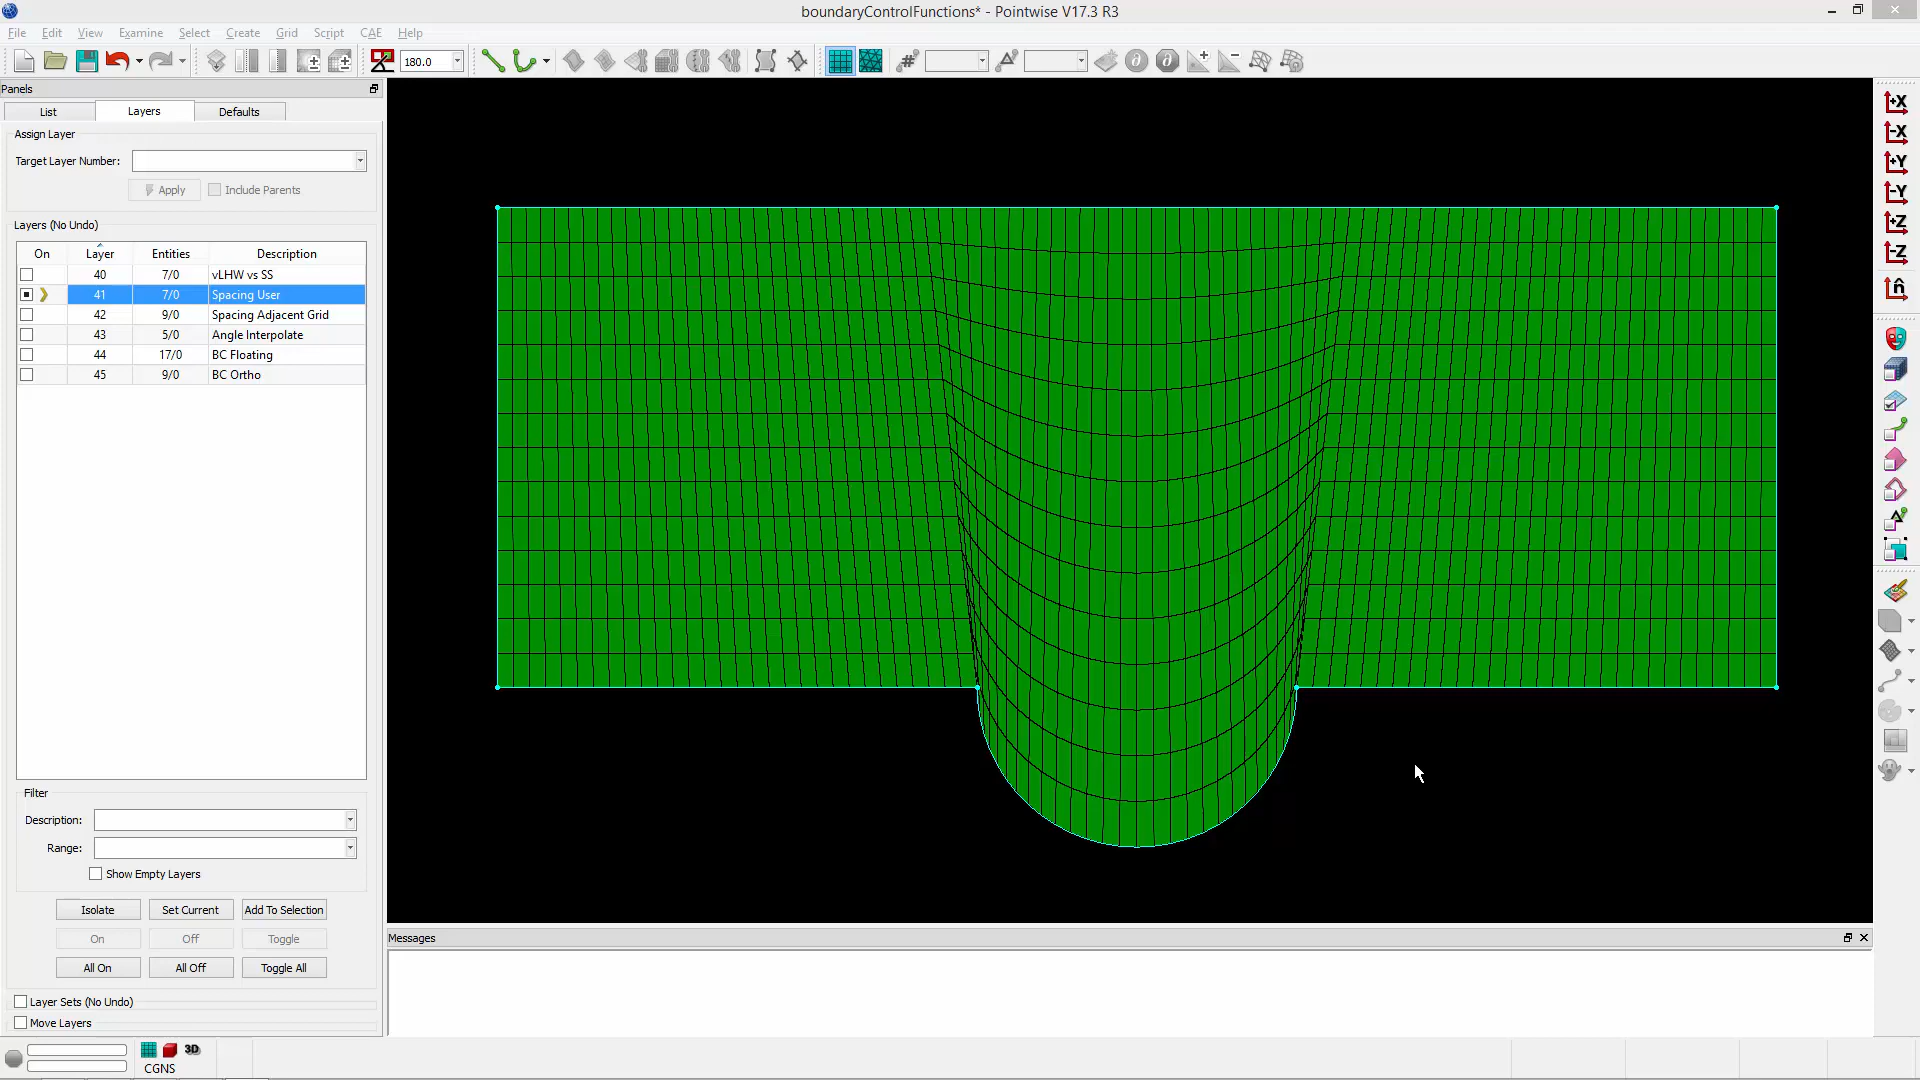 boundaryControlFunctions* - Pointwise V17.3 R3
File Edit View Examine Select Create Grid Script CAE Help
180.0
Panels
List Layers Defaults
Assign Layer
Target Layer Number:
Apply Include Parents
Layers (No Undo)
On Layer Entities Description
40 7/0 vLHW vs SS
41 7/0 Spacing User
42 9/0 Spacing Adjacent Grid
43 5/0 Angle Interpolate
44 17/0 BC Floating
45 9/0 BC Ortho
Filter
Description:
Range:
Show Empty Layers
Isolate Set Current Add To Selection
On Off Toggle
All On All Off Toggle All
Layer Sets (No Undo)
Move Layers
Messages
3D
CGNS
+X
-X
+Y
-Y
+Z
-Z
n̂